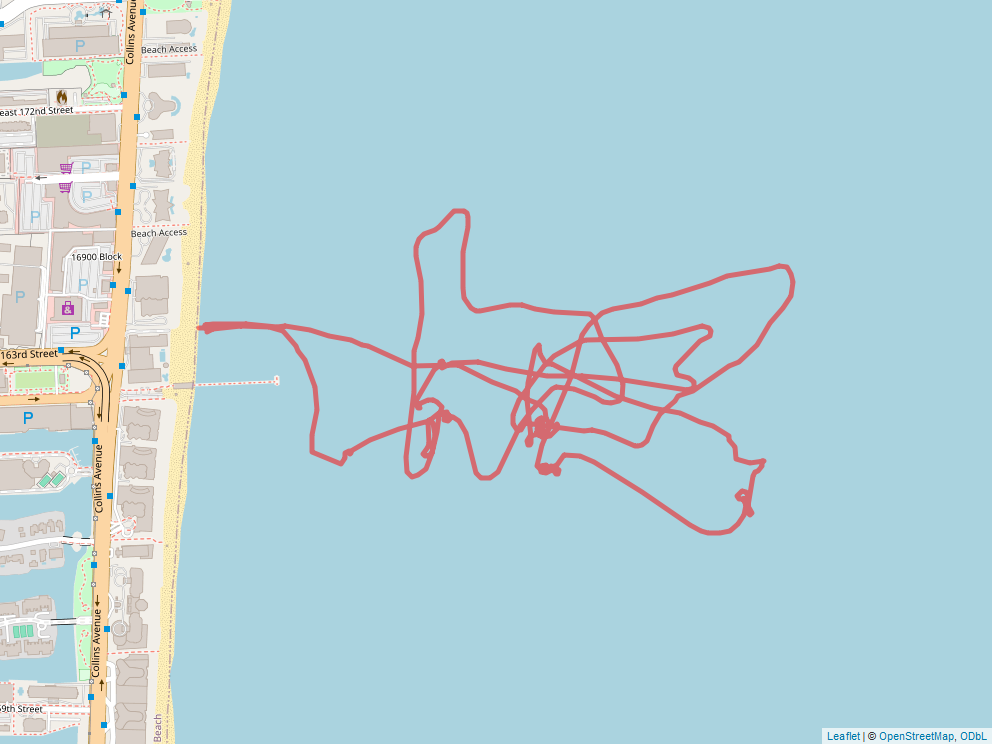 Collins Avenue
Beach Access
P
east 172nd Street
P
P
P
Beach Access
16900 Block
P
P
P
163rd Street
P
Collins Avenue
Collins Avenue
59th Street
Beach
Leaflet | © OpenStreetMap, ODbL